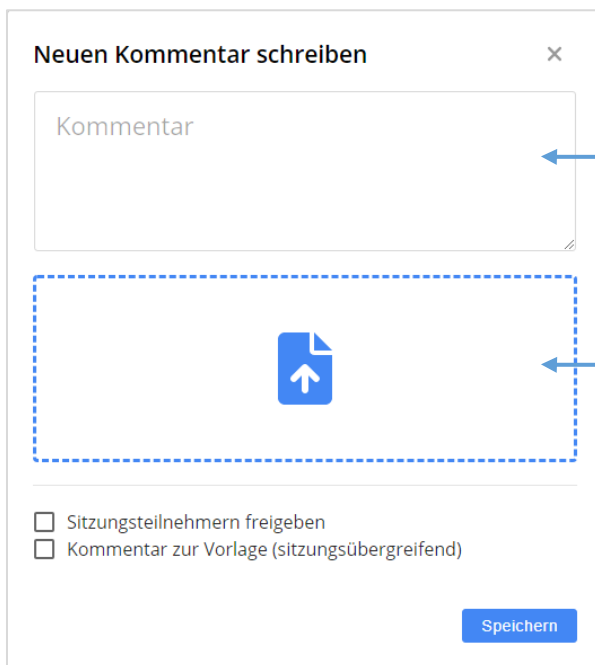 Neuen Kommentar schreiben
Kommentar
Sitzungsteilnehmern freigeben
Kommentar zur Vorlage (sitzungsübergreifend)
Speichern